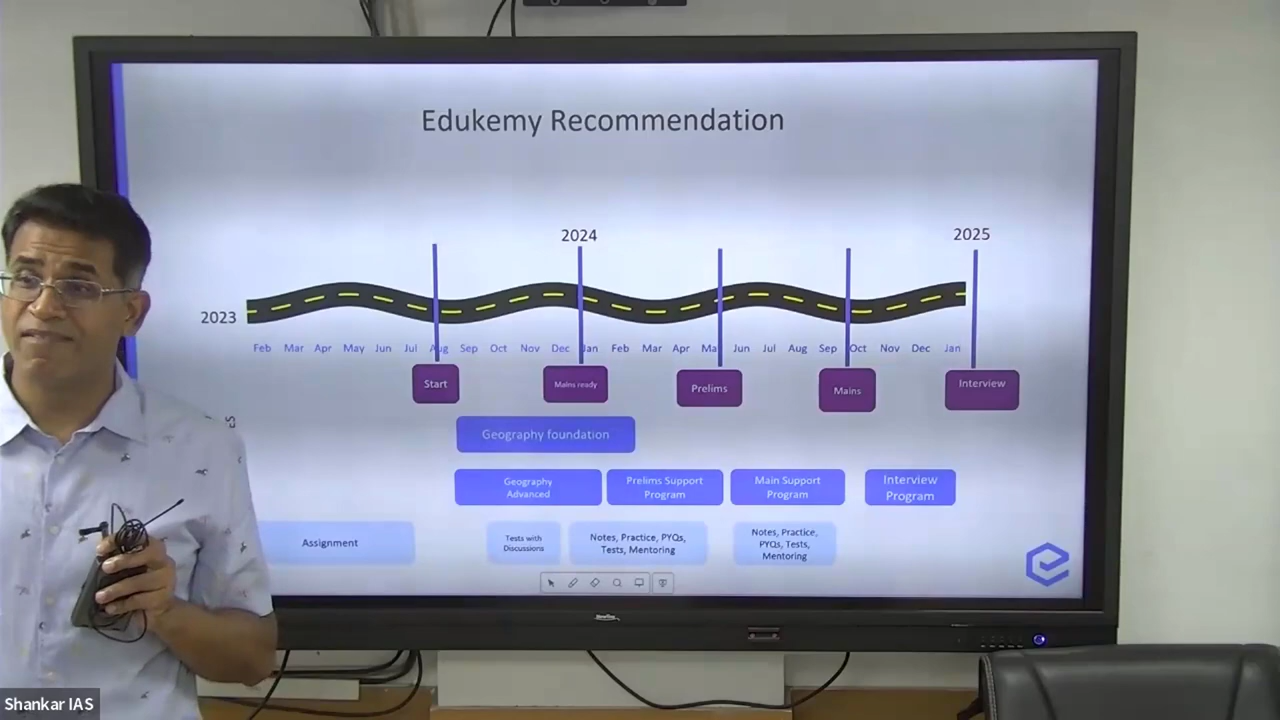 Edukemy Recommendation
2024
2025
2023
Feb Mar Apr May Jun Jul Aug Sep Oct Nov Dec Jan Feb Mar Apr Jun Jul Aug Sep Oct Nov Dec Jan
Start
Mains ready
Prelims
Mains
Interview
Geography foundation
Geography
Advanced
Prelims Support
Program
Main Support
Program
Interview
Program
Assignment
Tests with
Discussions
Notes, Practice, PYQs,
Tests, Mentoring
Notes, Practice,
PYQs, Tests,
Mentoring
Shankar IAS